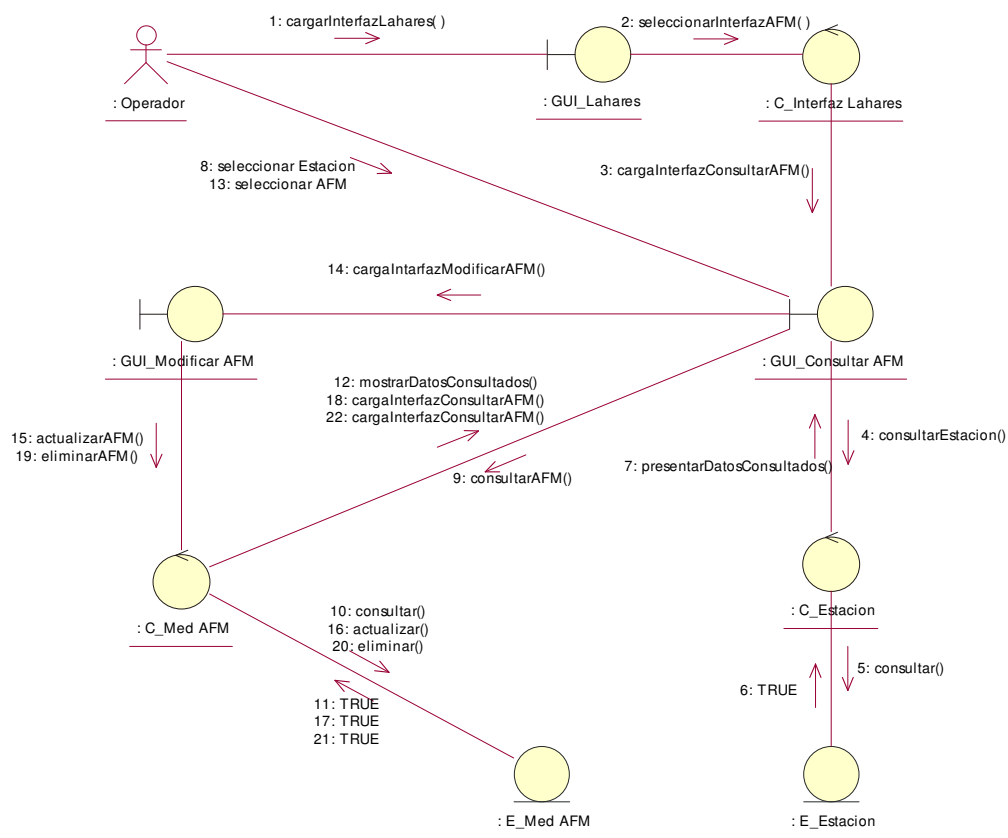 1: cargarInterfazLahares( )
2: seleccionarInterfazAFM( )
: Operador
: GUI_Lahares
: C_Interfaz Lahares
8: seleccionar Estacion
13: seleccionar AFM
3: cargaInterfazConsultarAFM()
14: cargaIntarfazModificarAFM()
: GUI_Modificar AFM
: GUI_Consultar AFM
12: mostrarDatosConsultados()
18: cargaInterfazConsultarAFM()
22: cargaInterfazConsultarAFM()
15: actualizarAFM()
19: eliminarAFM()
4: consultarEstacion()
7: presentarDatosConsultados()
9: consultarAFM()
: C_Med AFM
: C_Estacion
10: consultar()
16: actualizar()
20: eliminar()
5: consultar()
6: TRUE
11: TRUE
17: TRUE
21: TRUE
: E_Med AFM
: E_Estacion